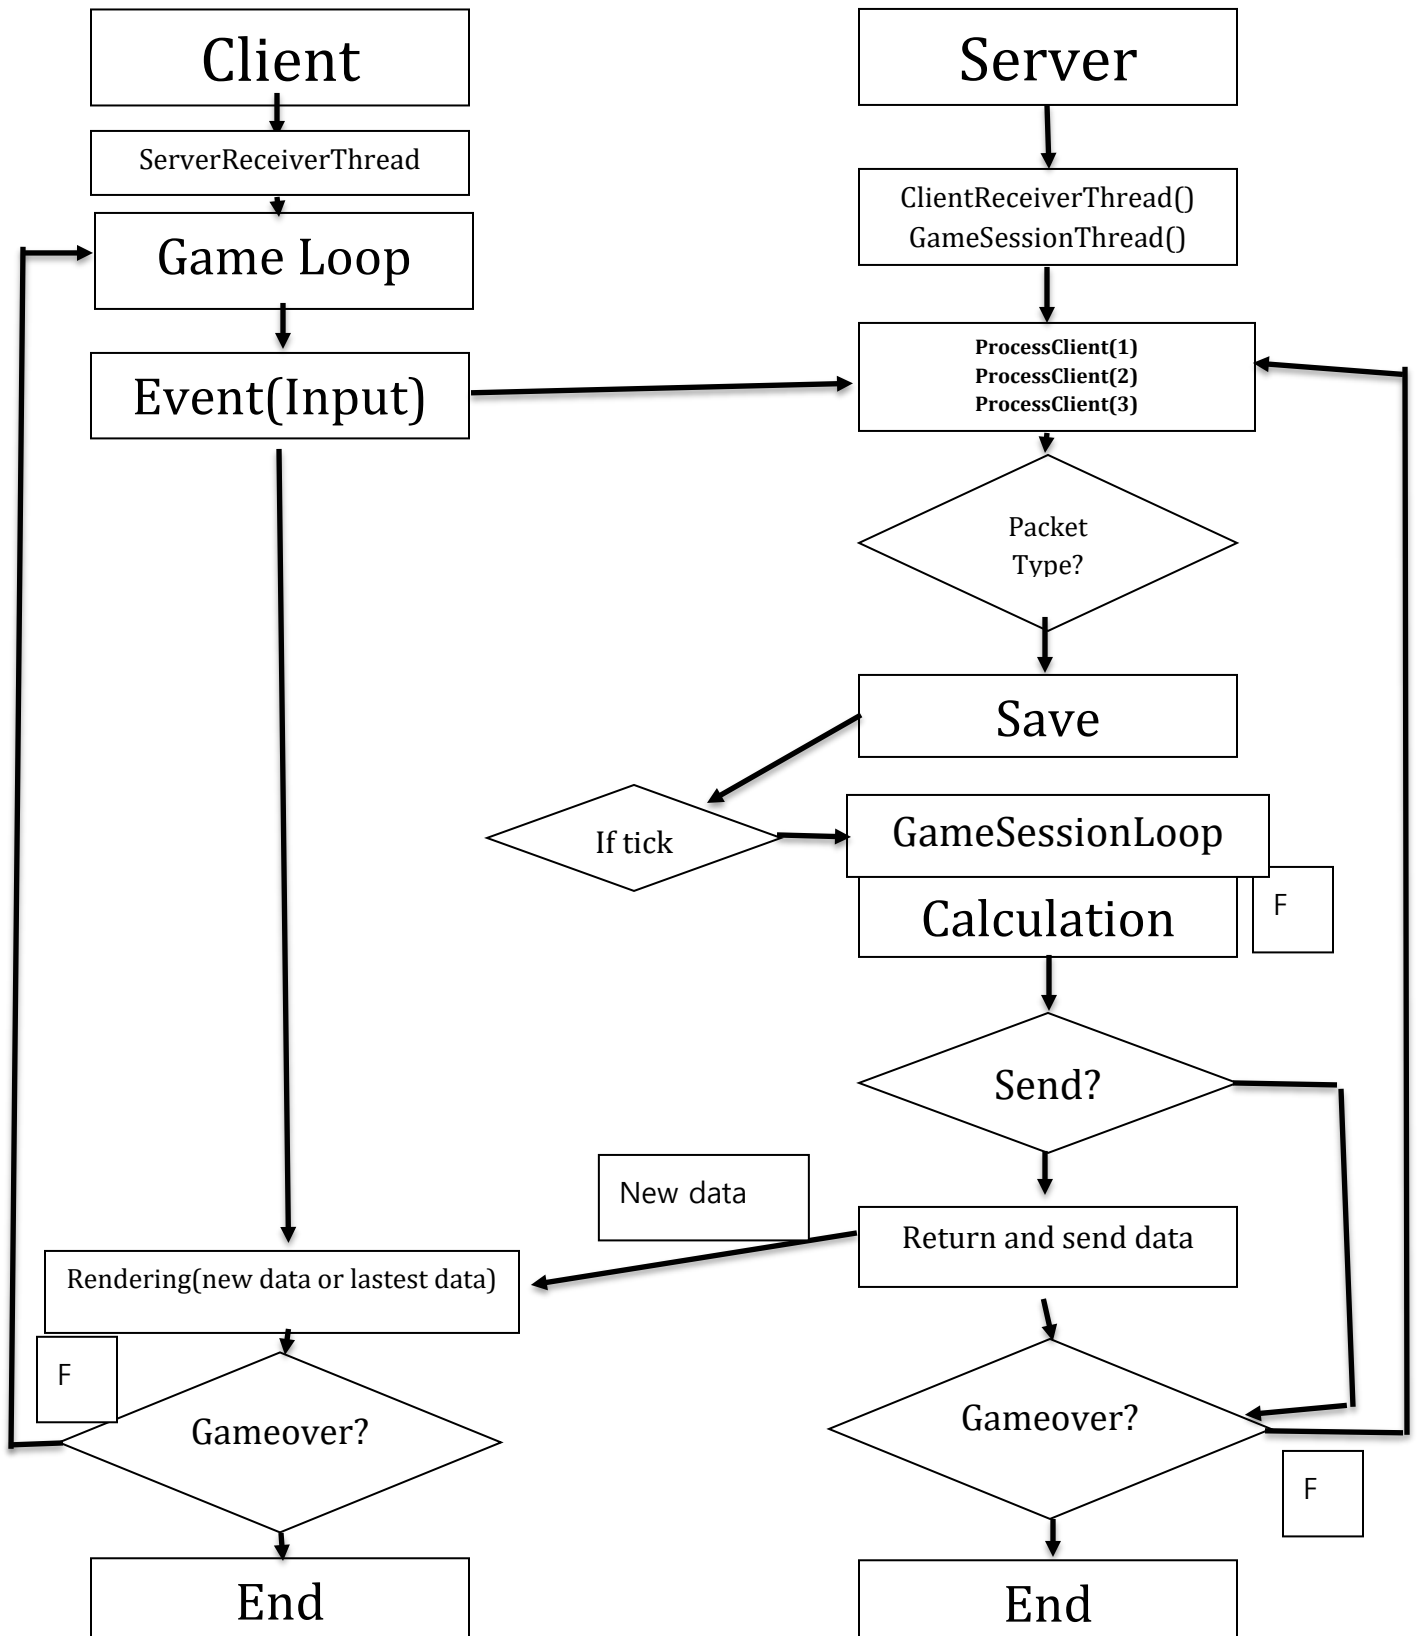 Client
ServerReceiverThread
Game Loop
Event(Input)
Server
ClientReceiverThread()
GameSessionThread()
ProcessClient(1)
ProcessClient(2)
ProcessClient(3)
Packet
Type?
Save
If tick
GameSessionLoop
Calculation
F
Send?
New data
Return and send data
Rendering(new data or lastest data)
F
Gameover?
Gameover?
F
End
End